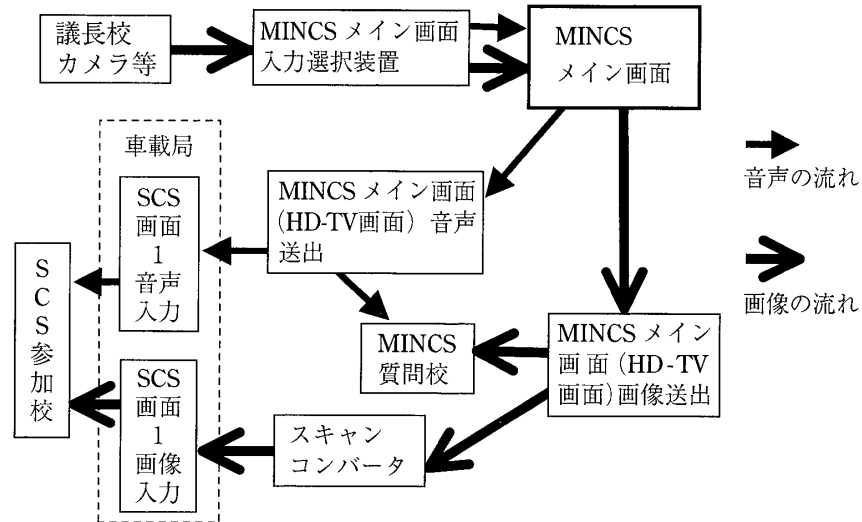 議長校
カメラ等
MINCS メイン画面
入力選択装置
MINCS
メイン画面
車載局
SCS
画面
1
音声
入力
MINCS メイン画面
(HD-TV画面) 音声
送出
音声の流れ
画像の流れ
SCS参加校
MINCS
質問校
MINCS メイン
画面(HD-TV
画面)画像送出
SCS
画面
1
画像
入力
スキャン
コンバータ